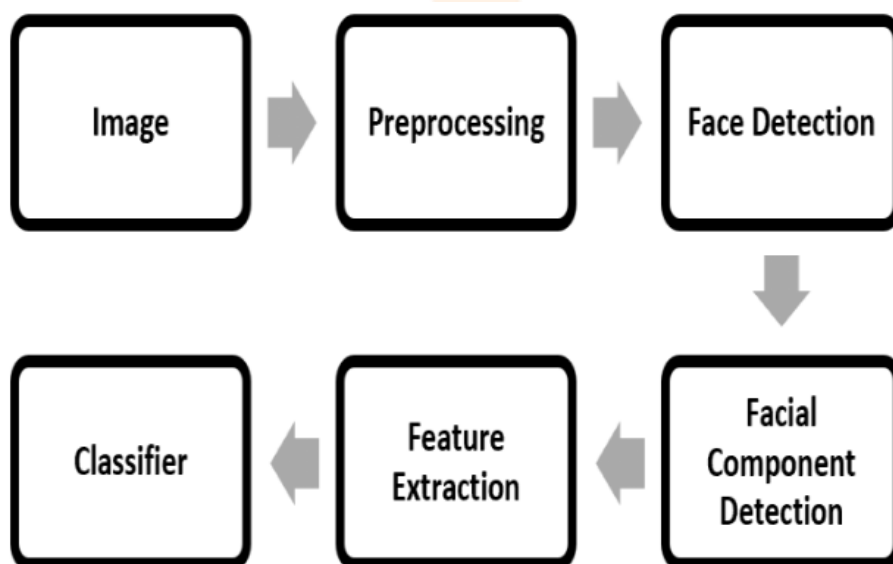 Image
Preprocessing
Face Detection
Facial
Component
Detection
Feature
Extraction
Classifier